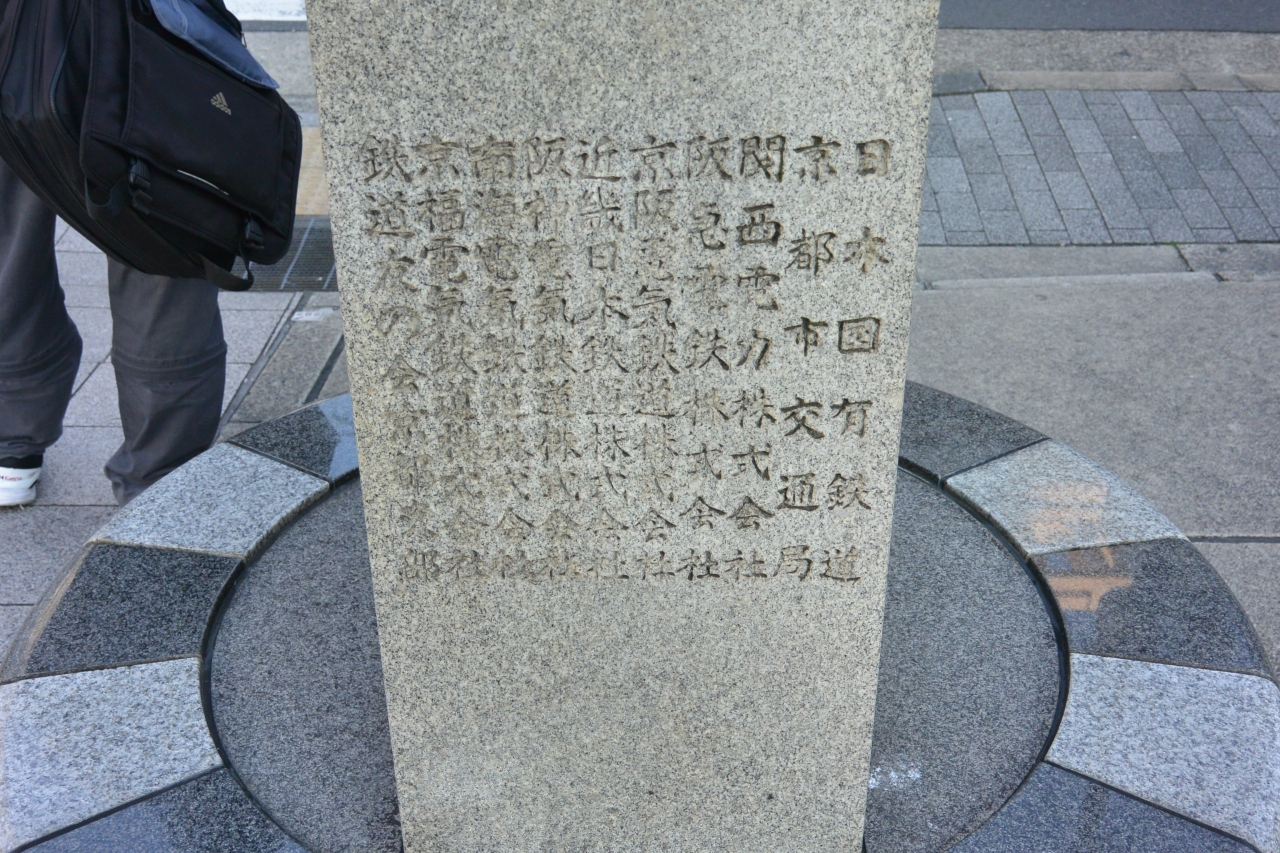 日本国有鉄道
京都市交通局
関西電力株式会社
阪急電鉄株式会社
京阪電気鉄道株式会社
近畿日本鉄道株式会社
阪神電気鉄道株式会社
南海電気鉄道株式会社
京福電気鉄道株式会社
鉄道友の会京都支部